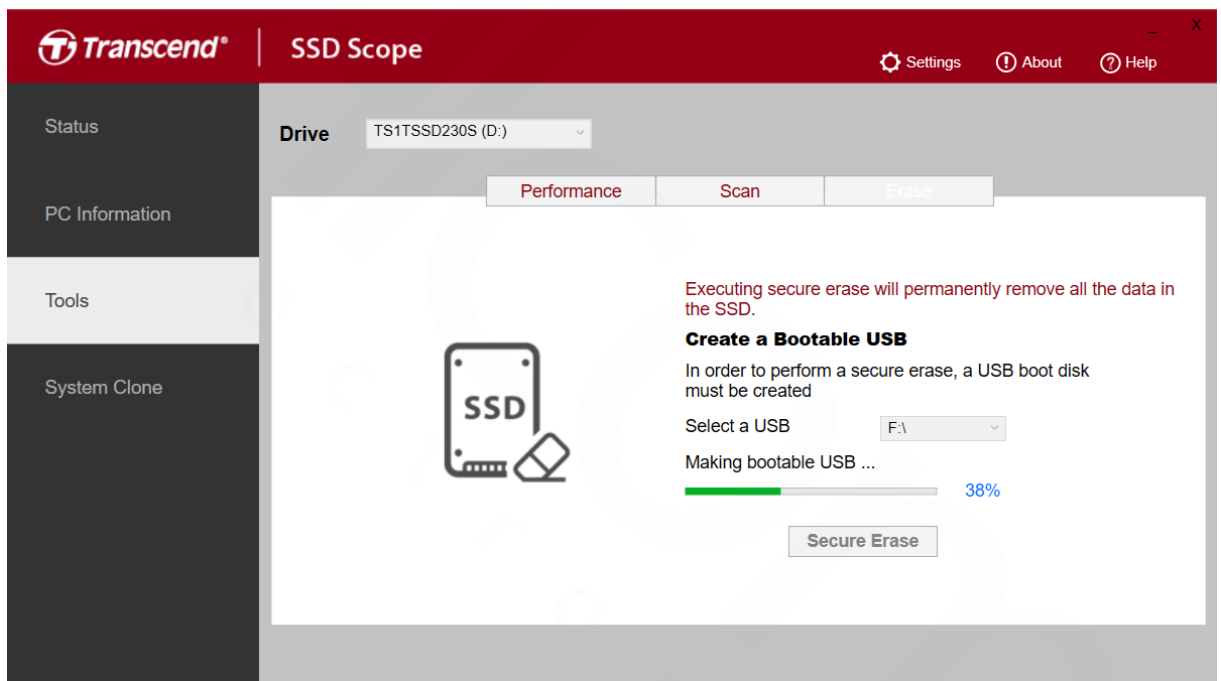 Transcend®
SSD Scope
_ X
Settings
About
Help
Status
PC Information
Tools
System Clone
Drive
TS1TSSD230S (D:)
Performance
Scan
Erase
SSD
Executing secure erase will permanently remove all the data in
the SSD.
Create a Bootable USB
In order to perform a secure erase, a USB boot disk
must be created
Select a USB
F:\
Making bootable USB ...
38%
Secure Erase